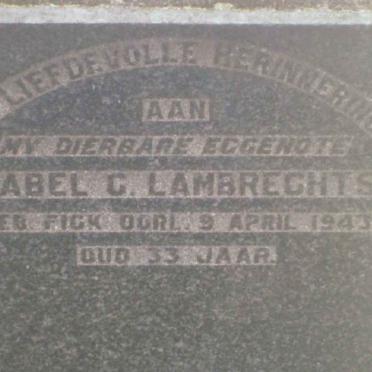 LIEFDEVOLLE HERINNERING
AAN
MY DIERBARE EGGENOTE
ABEL C. LAMBRECHTS
EB. FICK OORL. 9 APRIL 1943
OUD 33 JAAR.